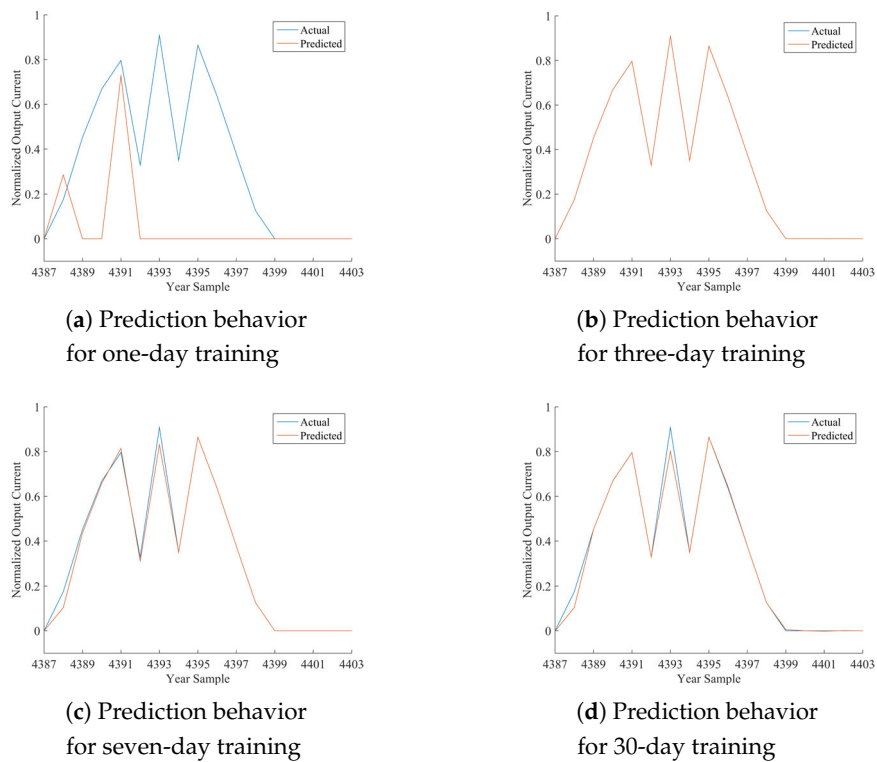 1
0.8
0.6
0.4
0.2
0
Normalized Output Current
Actual
Predicted
4387 4389 4391 4393 4395 4397 4399 4401 4403
Year Sample
(a) Prediction behavior
for one-day training
1
0.8
0.6
0.4
0.2
0
Normalized Output Current
Actual
Predicted
4387 4389 4391 4393 4395 4397 4399 4401 4403
Year Sample
(b) Prediction behavior
for three-day training
1
0.8
0.6
0.4
0.2
0
Normalized Output Current
Actual
Predicted
4387 4389 4391 4393 4395 4397 4399 4401 4403
Year Sample
(c) Prediction behavior
for seven-day training
1
0.8
0.6
0.4
0.2
0
Normalized Output Current
Actual
Predicted
4387 4389 4391 4393 4395 4397 4399 4401 4403
Year Sample
(d) Prediction behavior
for 30-day training